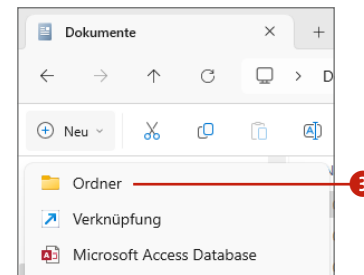 Dokumente
D
Neu
Ordner
Verknüpfung
Microsoft Access Database